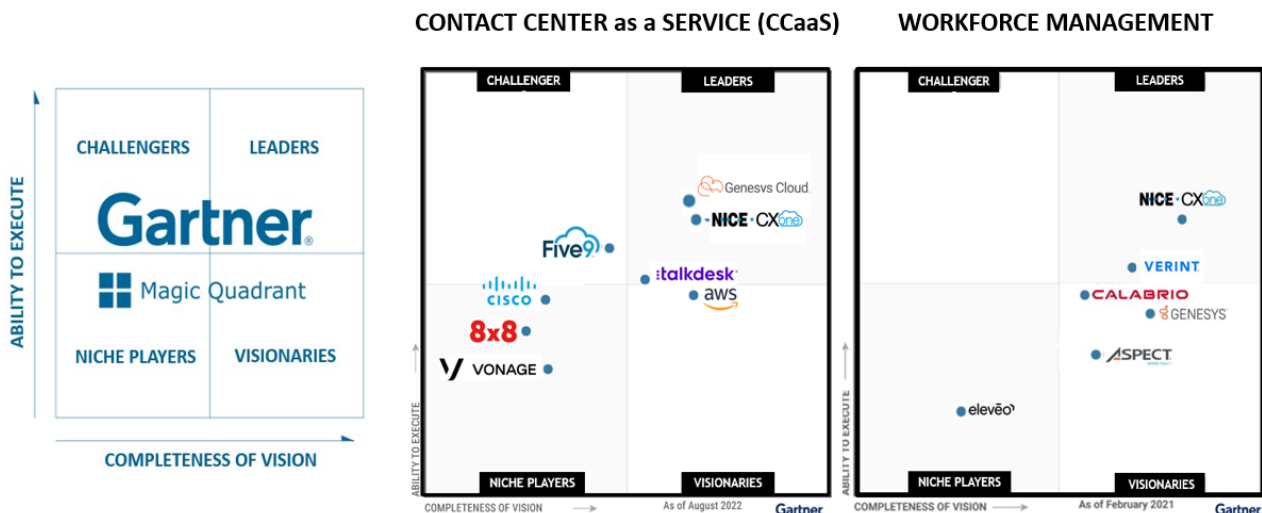 CONTACT CENTER as a SERVICE (CCaaS)
WORKFORCE MANAGEMENT
ABILITY TO EXECUTE
CHALLENGERS
LEADERS
Gartner®
Magic Quadrant
NICHE PLAYERS
VISIONARIES
COMPLETENESS OF VISION
CHALLENGER
LEADERS
Genesys Cloud
NICE·CXone
Five9
talkdesk
CISCO
aws
8x8
VONAGE
ABILITY TO EXECUTE
NICHE PLAYERS
VISIONARIES
COMPLETENESS OF VISION
As of August 2022
Gartner
CHALLENGER
LEADERS
NICE·CXone
VERINT
CALABRIO
GENESYS
ASPECT
elevēo
ABILITY TO EXECUTE
NICHE PLAYERS
VISIONARIES
COMPLETENESS OF VISION
As of February 2021
Gartner